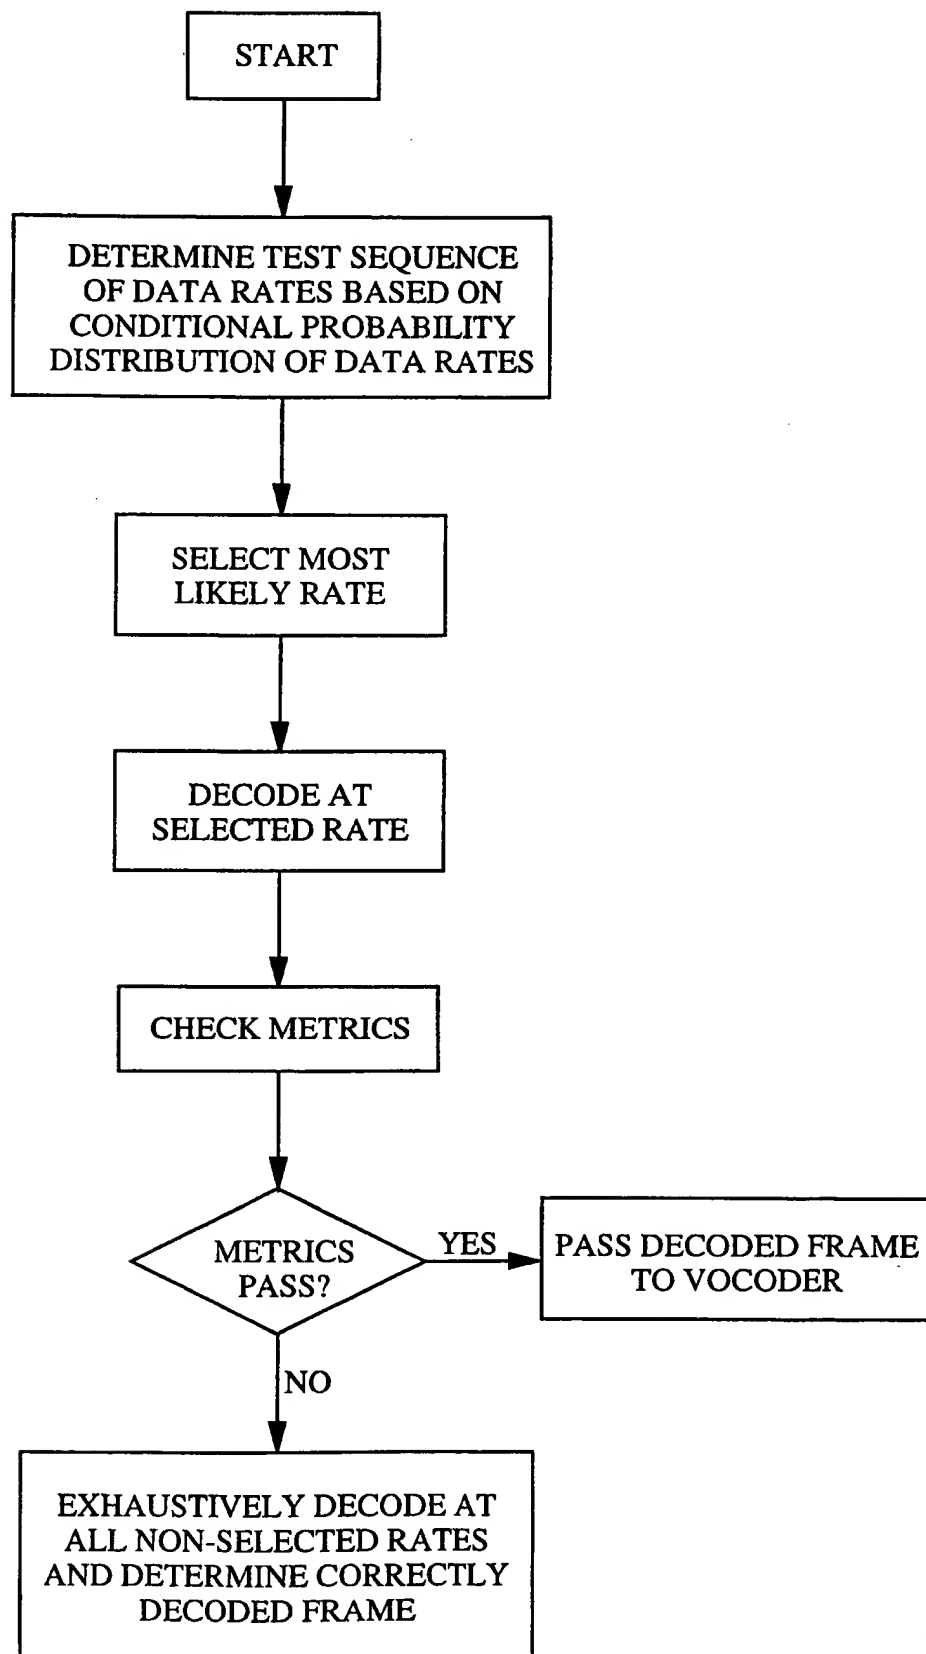 START
DETERMINE TEST SEQUENCE
OF DATA RATES BASED ON
CONDITIONAL PROBABILITY
DISTRIBUTION OF DATA RATES
SELECT MOST
LIKELY RATE
DECODE AT
SELECTED RATE
CHECK METRICS
METRICS
PASS?
YES
PASS DECODED FRAME
TO VOCODER
NO
EXHAUSTIVELY DECODE AT
ALL NON-SELECTED RATES
AND DETERMINE CORRECTLY
DECODED FRAME